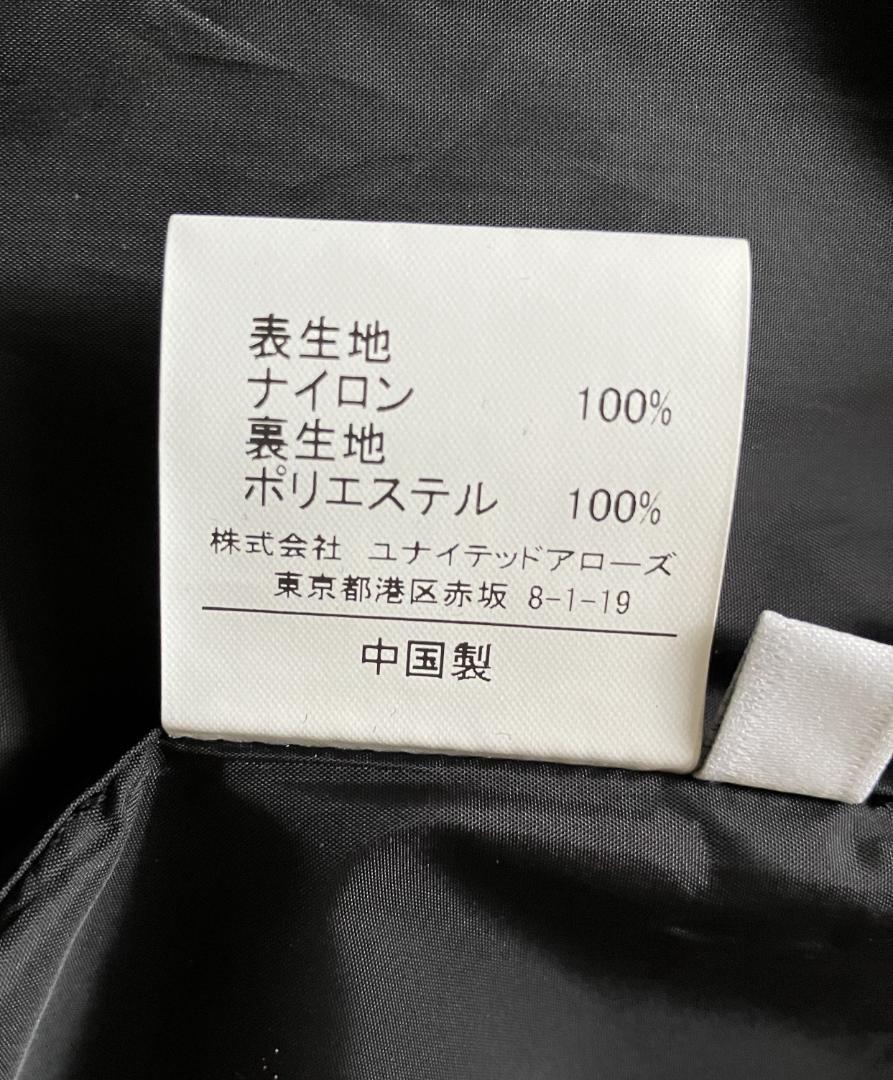 表生地
ナイロン 100%
裏生地
ポリエステル 100%
株式会社 ユナイテッドアローズ
東京都港区赤坂 8-1-19
中国製